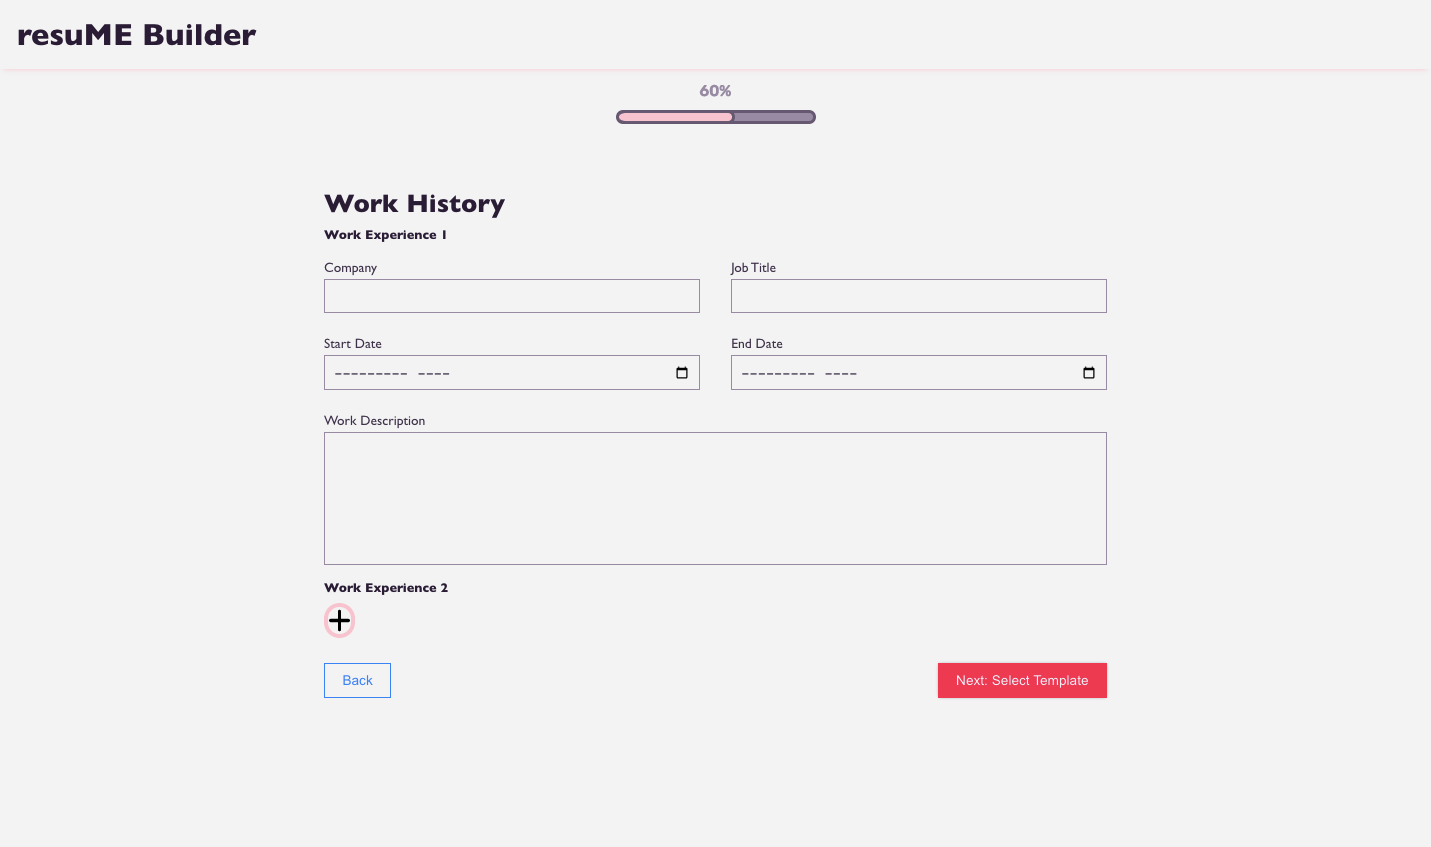 resuME Builder
60%
Work History
Work Experience 1
Company
Job Title
Start Date
End Date
--------- ----
--------- ----
Work Description
Work Experience 2
Back
Next: Select Template